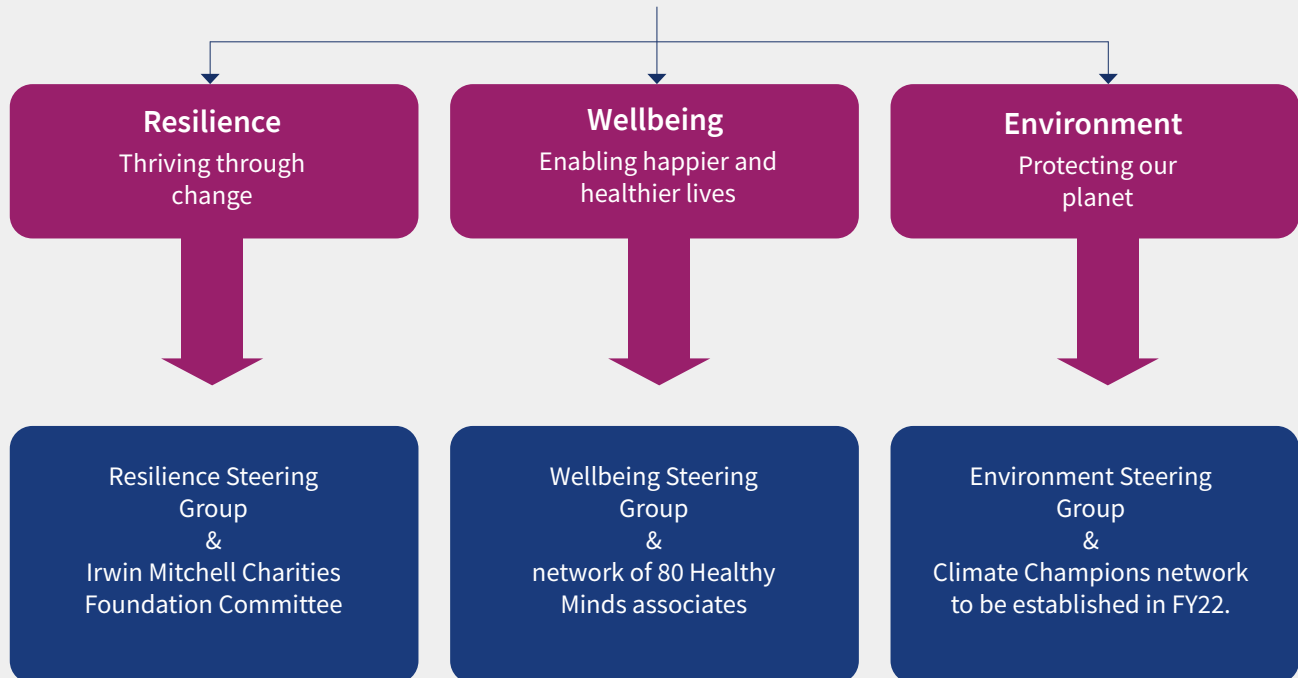 Resilience
Thriving through
change
Wellbeing
Enabling happier and
healthier lives
Environment
Protecting our
planet
Resilience Steering
Group
&
Irwin Mitchell Charities
Foundation Committee
Wellbeing Steering
Group
&
network of 80 Healthy
Minds associates
Environment Steering
Group
&
Climate Champions network
to be established in FY22.